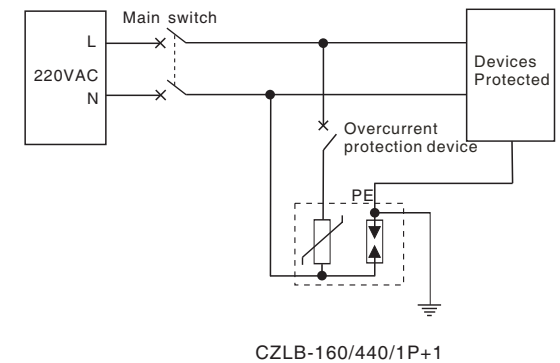 Main switch
L
220VAC
N
Devices
Protected
Overcurrent
protection device
PE
CZLB-160/440/1P+1